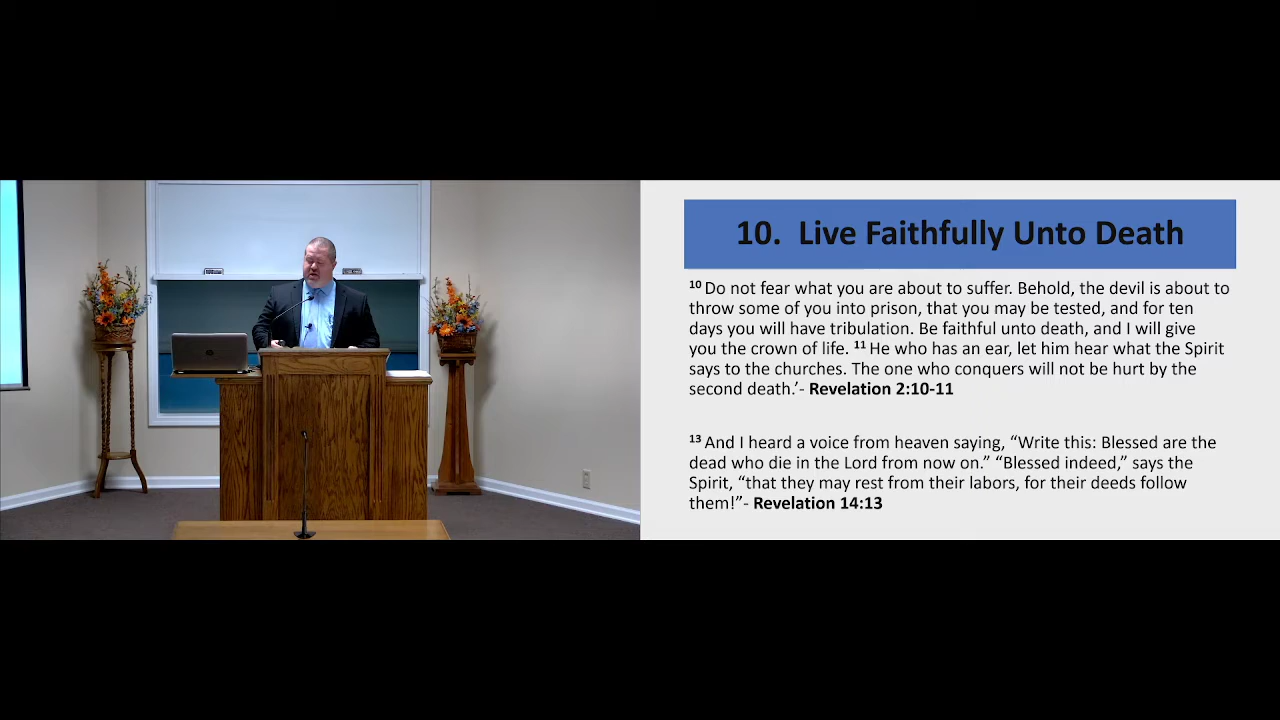 10. Live Faithfully Unto Death
10 Do not fear what you are about to suffer. Behold, the devil is about to
throw some of you into prison, that you may be tested, and for ten
days you will have tribulation. Be faithful unto death, and I will give
you the crown of life. 11 He who has an ear, let him hear what the Spirit
says to the churches. The one who conquers will not be hurt by the
second death.’- Revelation 2:10-11
13 And I heard a voice from heaven saying, “Write this: Blessed are the
dead who die in the Lord from now on.” “Blessed indeed,” says the
Spirit, “that they may rest from their labors, for their deeds follow
them!”- Revelation 14:13